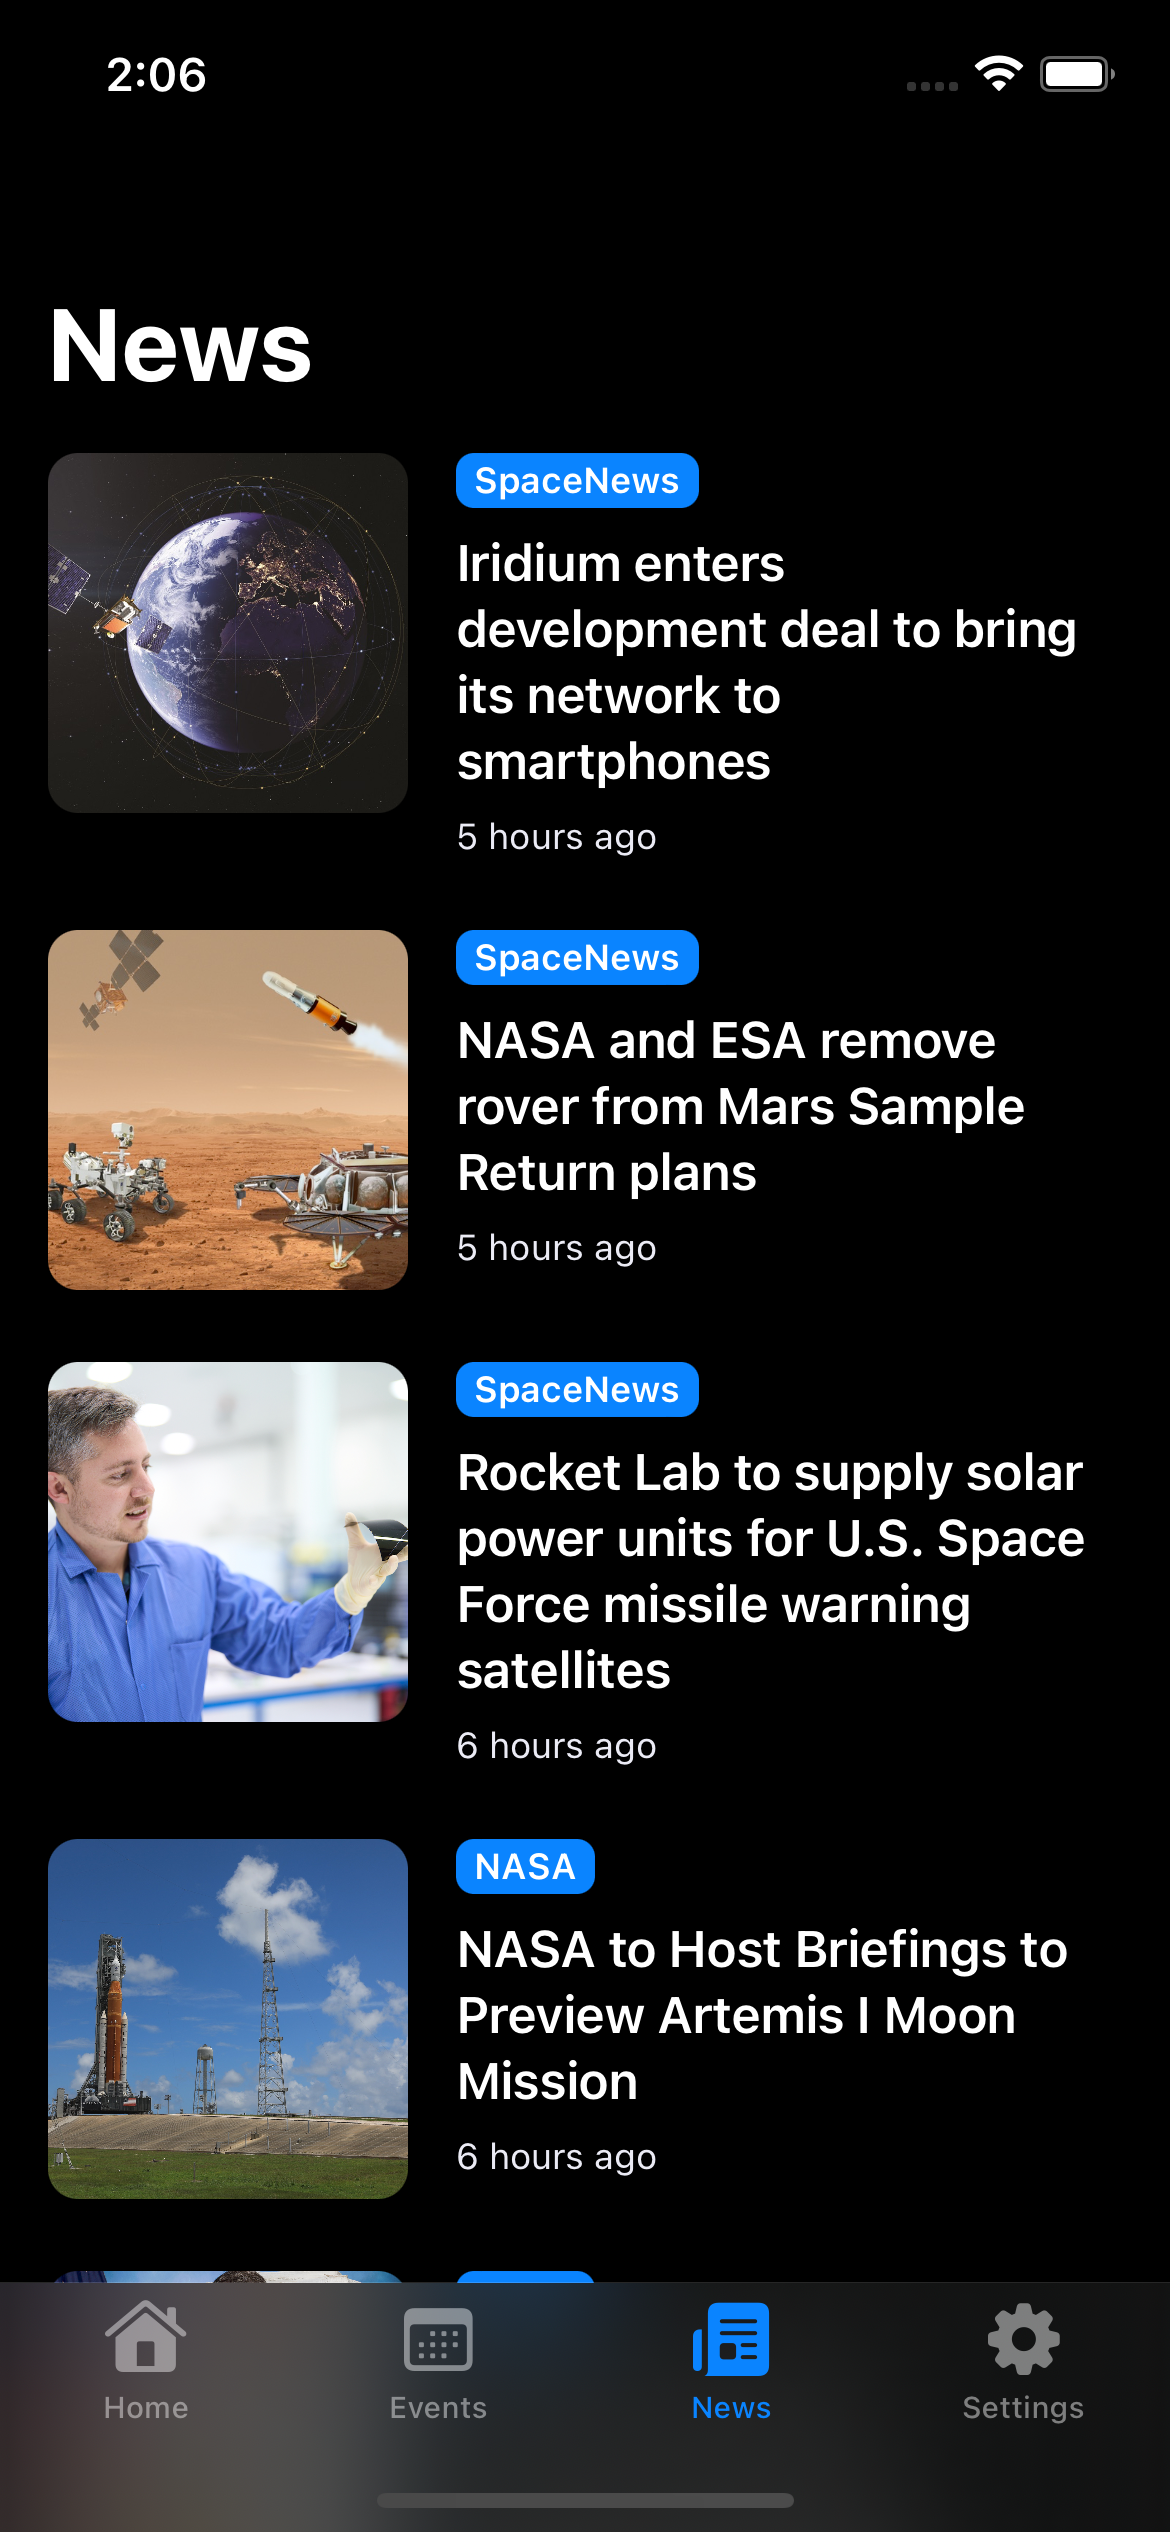 2:06
News
SpaceNews
Iridium enters
development deal to bring
its network to
smartphones
5 hours ago
SpaceNews
NASA and ESA remove
rover from Mars Sample
Return plans
5 hours ago
SpaceNews
Rocket Lab to supply solar
power units for U.S. Space
Force missile warning
satellites
6 hours ago
NASA
NASA to Host Briefings to
Preview Artemis I Moon
Mission
6 hours ago
Home
Events
News
Settings